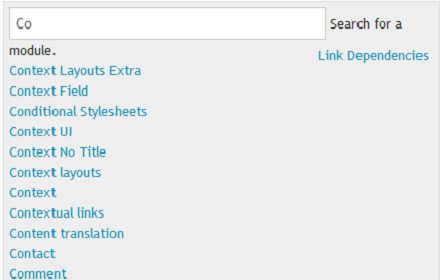 Co Search for a
module. Link Dependencies
Context Layouts Extra
Context Field
Conditional Stylesheets
Context UI
Context No Title
Context layouts
Context
Contextual links
Content translation
Contact
Comment